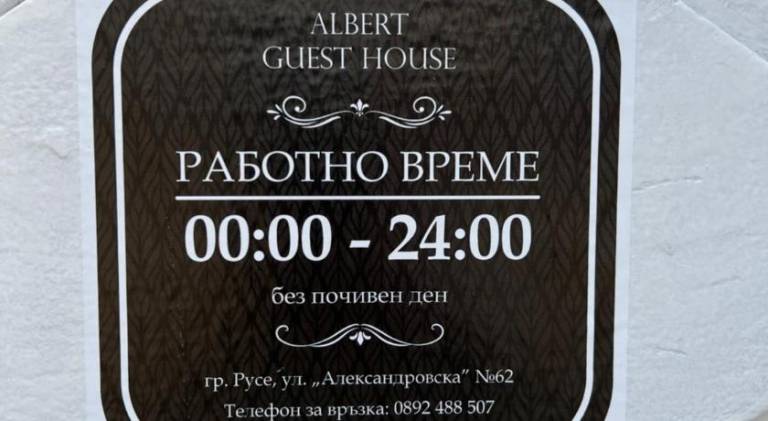 ALBERT
GUEST HOUSE
РАБОТНО ВРЕМЕ
00:00 - 24:00
без почивен ден
гр. Русе, ул. „Александровска” №62
Телефон за връзка: 0892 488 507